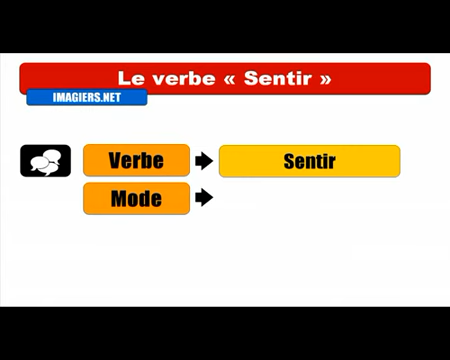 Le verbe « Sentir »
IMAGIERS.NET
Verbe
Sentir
Mode